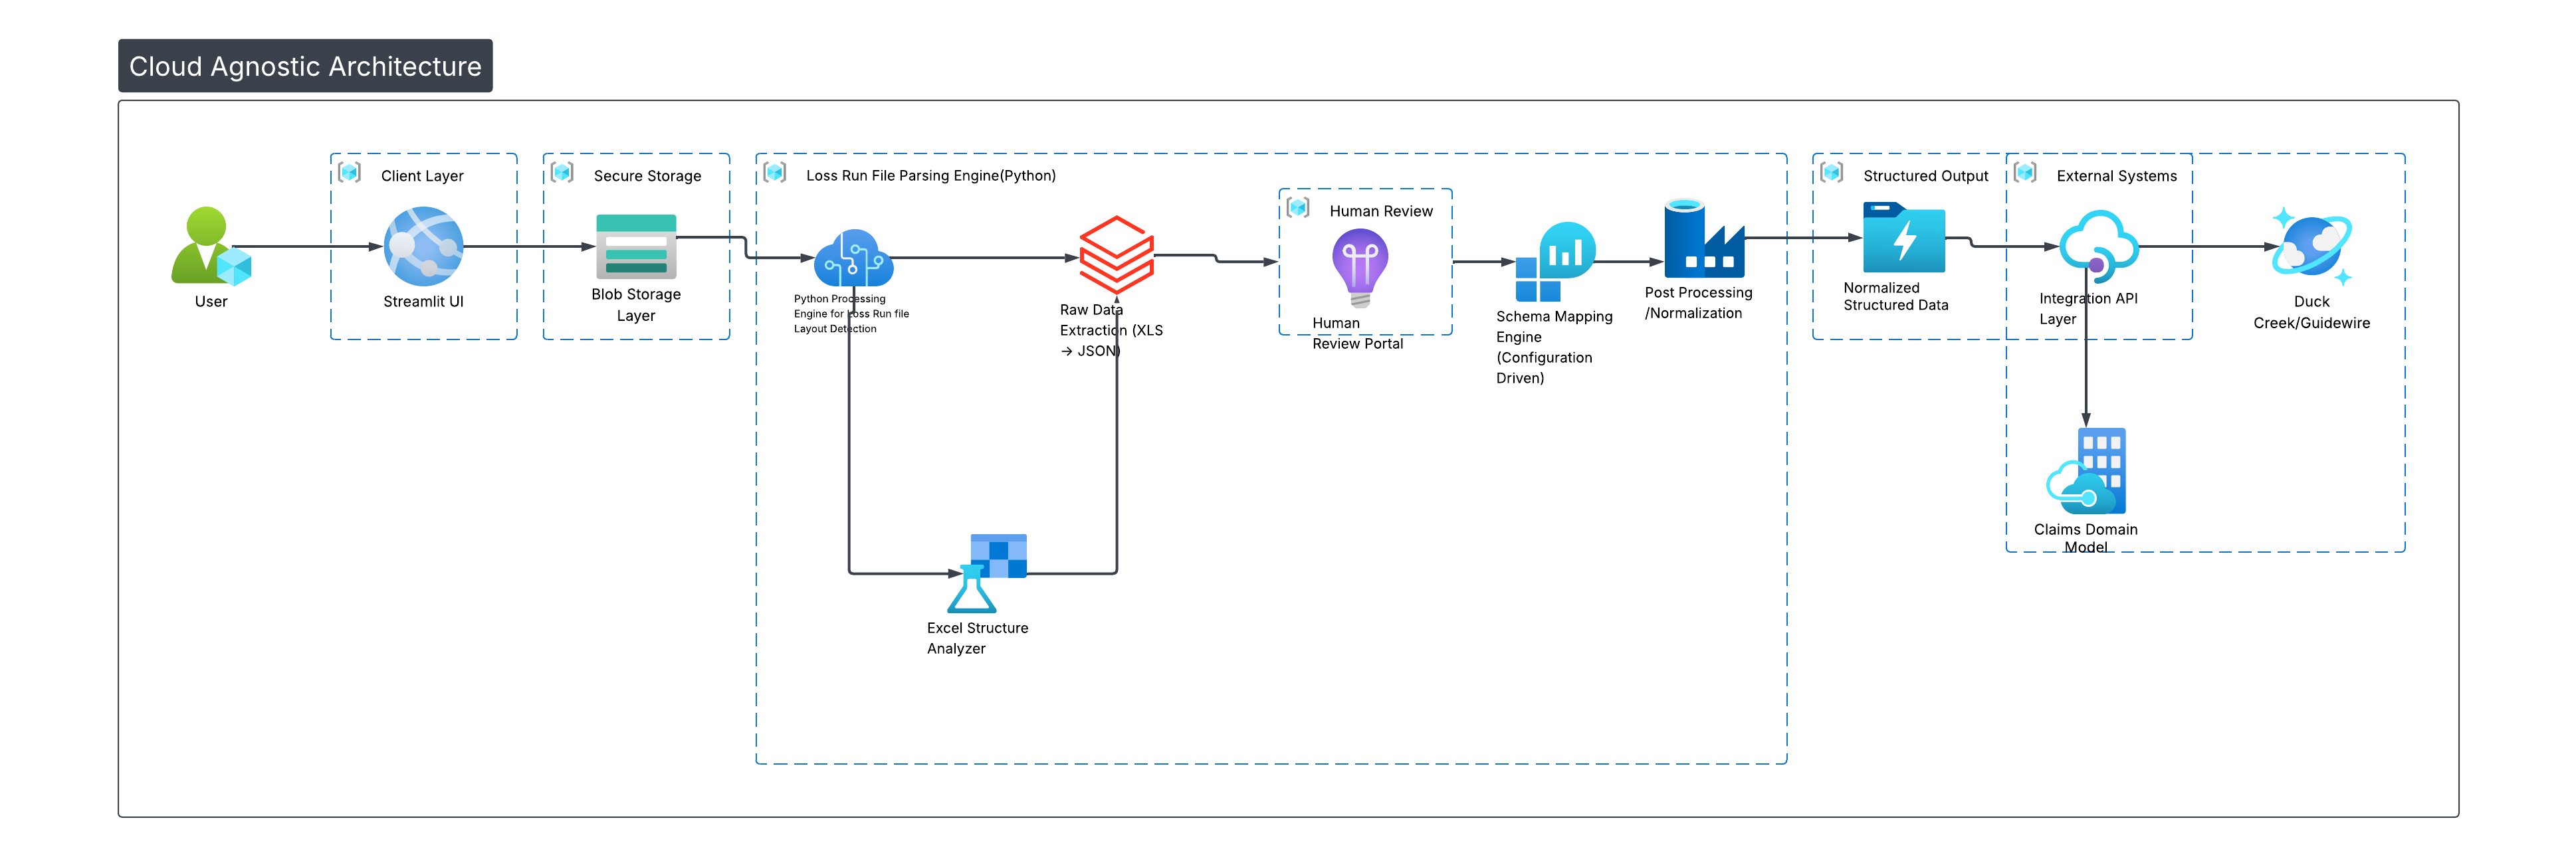 Cloud Agnostic Architecture
Client Layer
Secure Storage
Loss Run File Parsing Engine(Python)
Human Review
Structured Output
External Systems
User
Streamlit UI
Blob Storage
Layer
Python Processing
Engine for Loss Run file
Layout Detection
Raw Data
Extraction (XLS
→ JSON)
Human
Review Portal
Schema Mapping
Engine
(Configuration
Driven)
Post Processing
/Normalization
Normalized
Structured Data
Integration API
Layer
Duck
Creek/Guidewire
Claims Domain
Model
Excel Structure
Analyzer